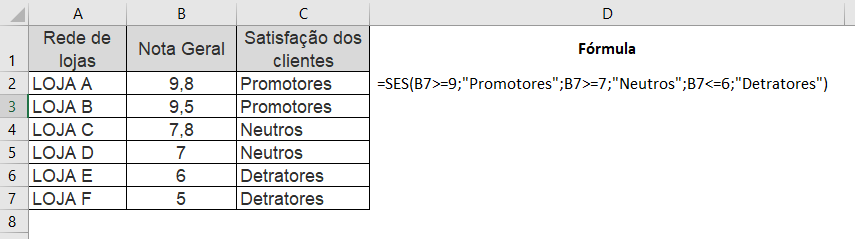 A B C D
1 Rede de lojas Nota Geral Satisfação dos clientes Fórmula
2 LOJA A 9,8 Promotores =SES(B7>=9;"Promotores";B7>=7;"Neutros";B7<=6;"Detratores")
3 LOJA B 9,5 Promotores
4 LOJA C 7,8 Neutros
5 LOJA D 7 Neutros
6 LOJA E 6 Detratores
7 LOJA F 5 Detratores
8